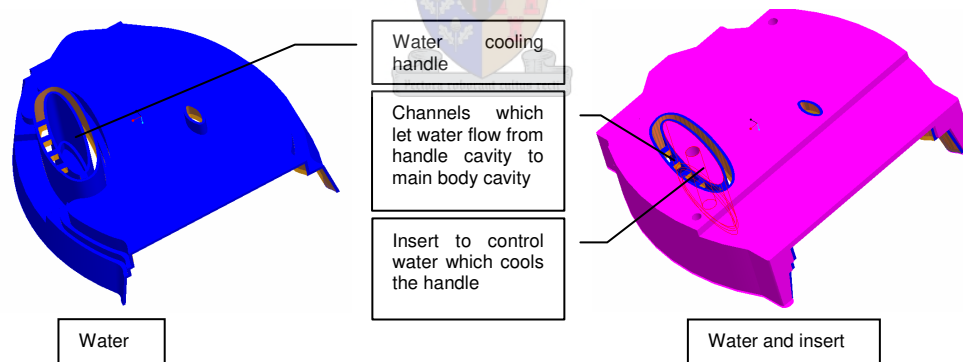 Water cooling
handle
Channels which
let water flow from
handle cavity to
main body cavity
Insert to control
water which cools
the handle
Water
Water and insert